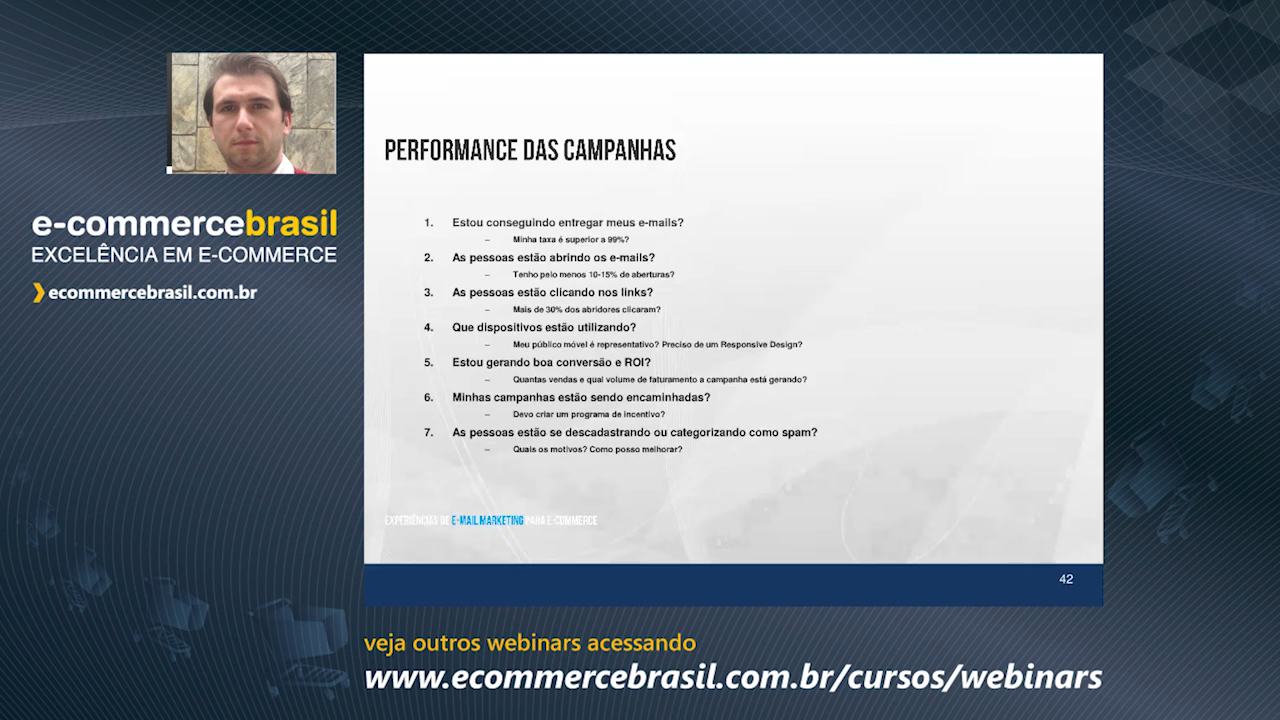 e-commercebrasil
EXCELÊNCIA EM E-COMMERCE
ecommercebrasil.com.br
PERFORMANCE DAS CAMPANHAS
1. Estou conseguindo entregar meus e-mails?
– Minha taxa é superior a 99%?
2. As pessoas estão abrindo os e-mails?
– Tenho pelo menos 10-15% de aberturas?
3. As pessoas estão clicando nos links?
– Mais de 30% dos abridores clicaram?
4. Que dispositivos estão utilizando?
– Meu público móvel é representativo? Preciso de um Responsive Design?
5. Estou gerando boa conversão e ROI?
– Quantas vendas e qual volume de faturamento a campanha está gerando?
6. Minhas campanhas estão sendo encaminhadas?
– Devo criar um programa de incentivo?
7. As pessoas estão se descadastrando ou categorizando como spam?
– Quais os motivos? Como posso melhorar?
EXPERIÊNCIAS DE E-MAIL MARKETING PARA E-COMMERCE
42
veja outros webinars acessando
www.ecommercebrasil.com.br/cursos/webinars